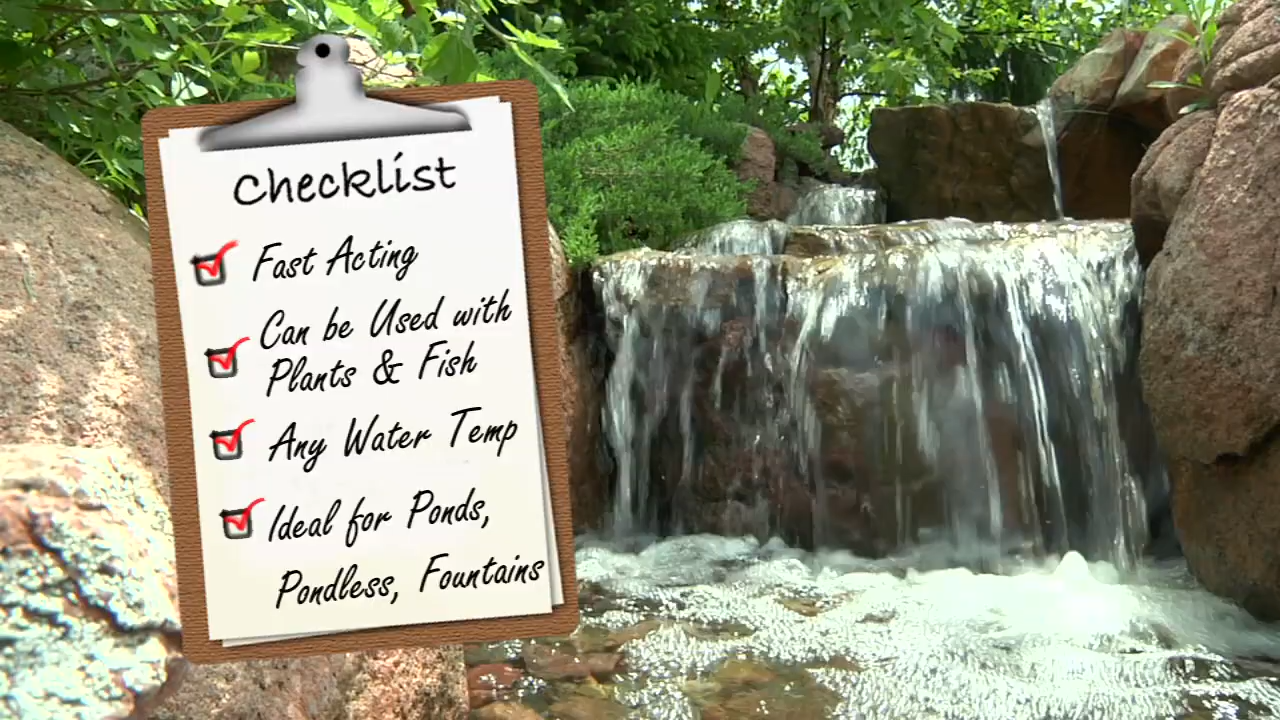 Checklist
Fast Acting
Can be Used with
Plants & Fish
Any Water Temp
Ideal for Ponds,
Pondless, Fountains